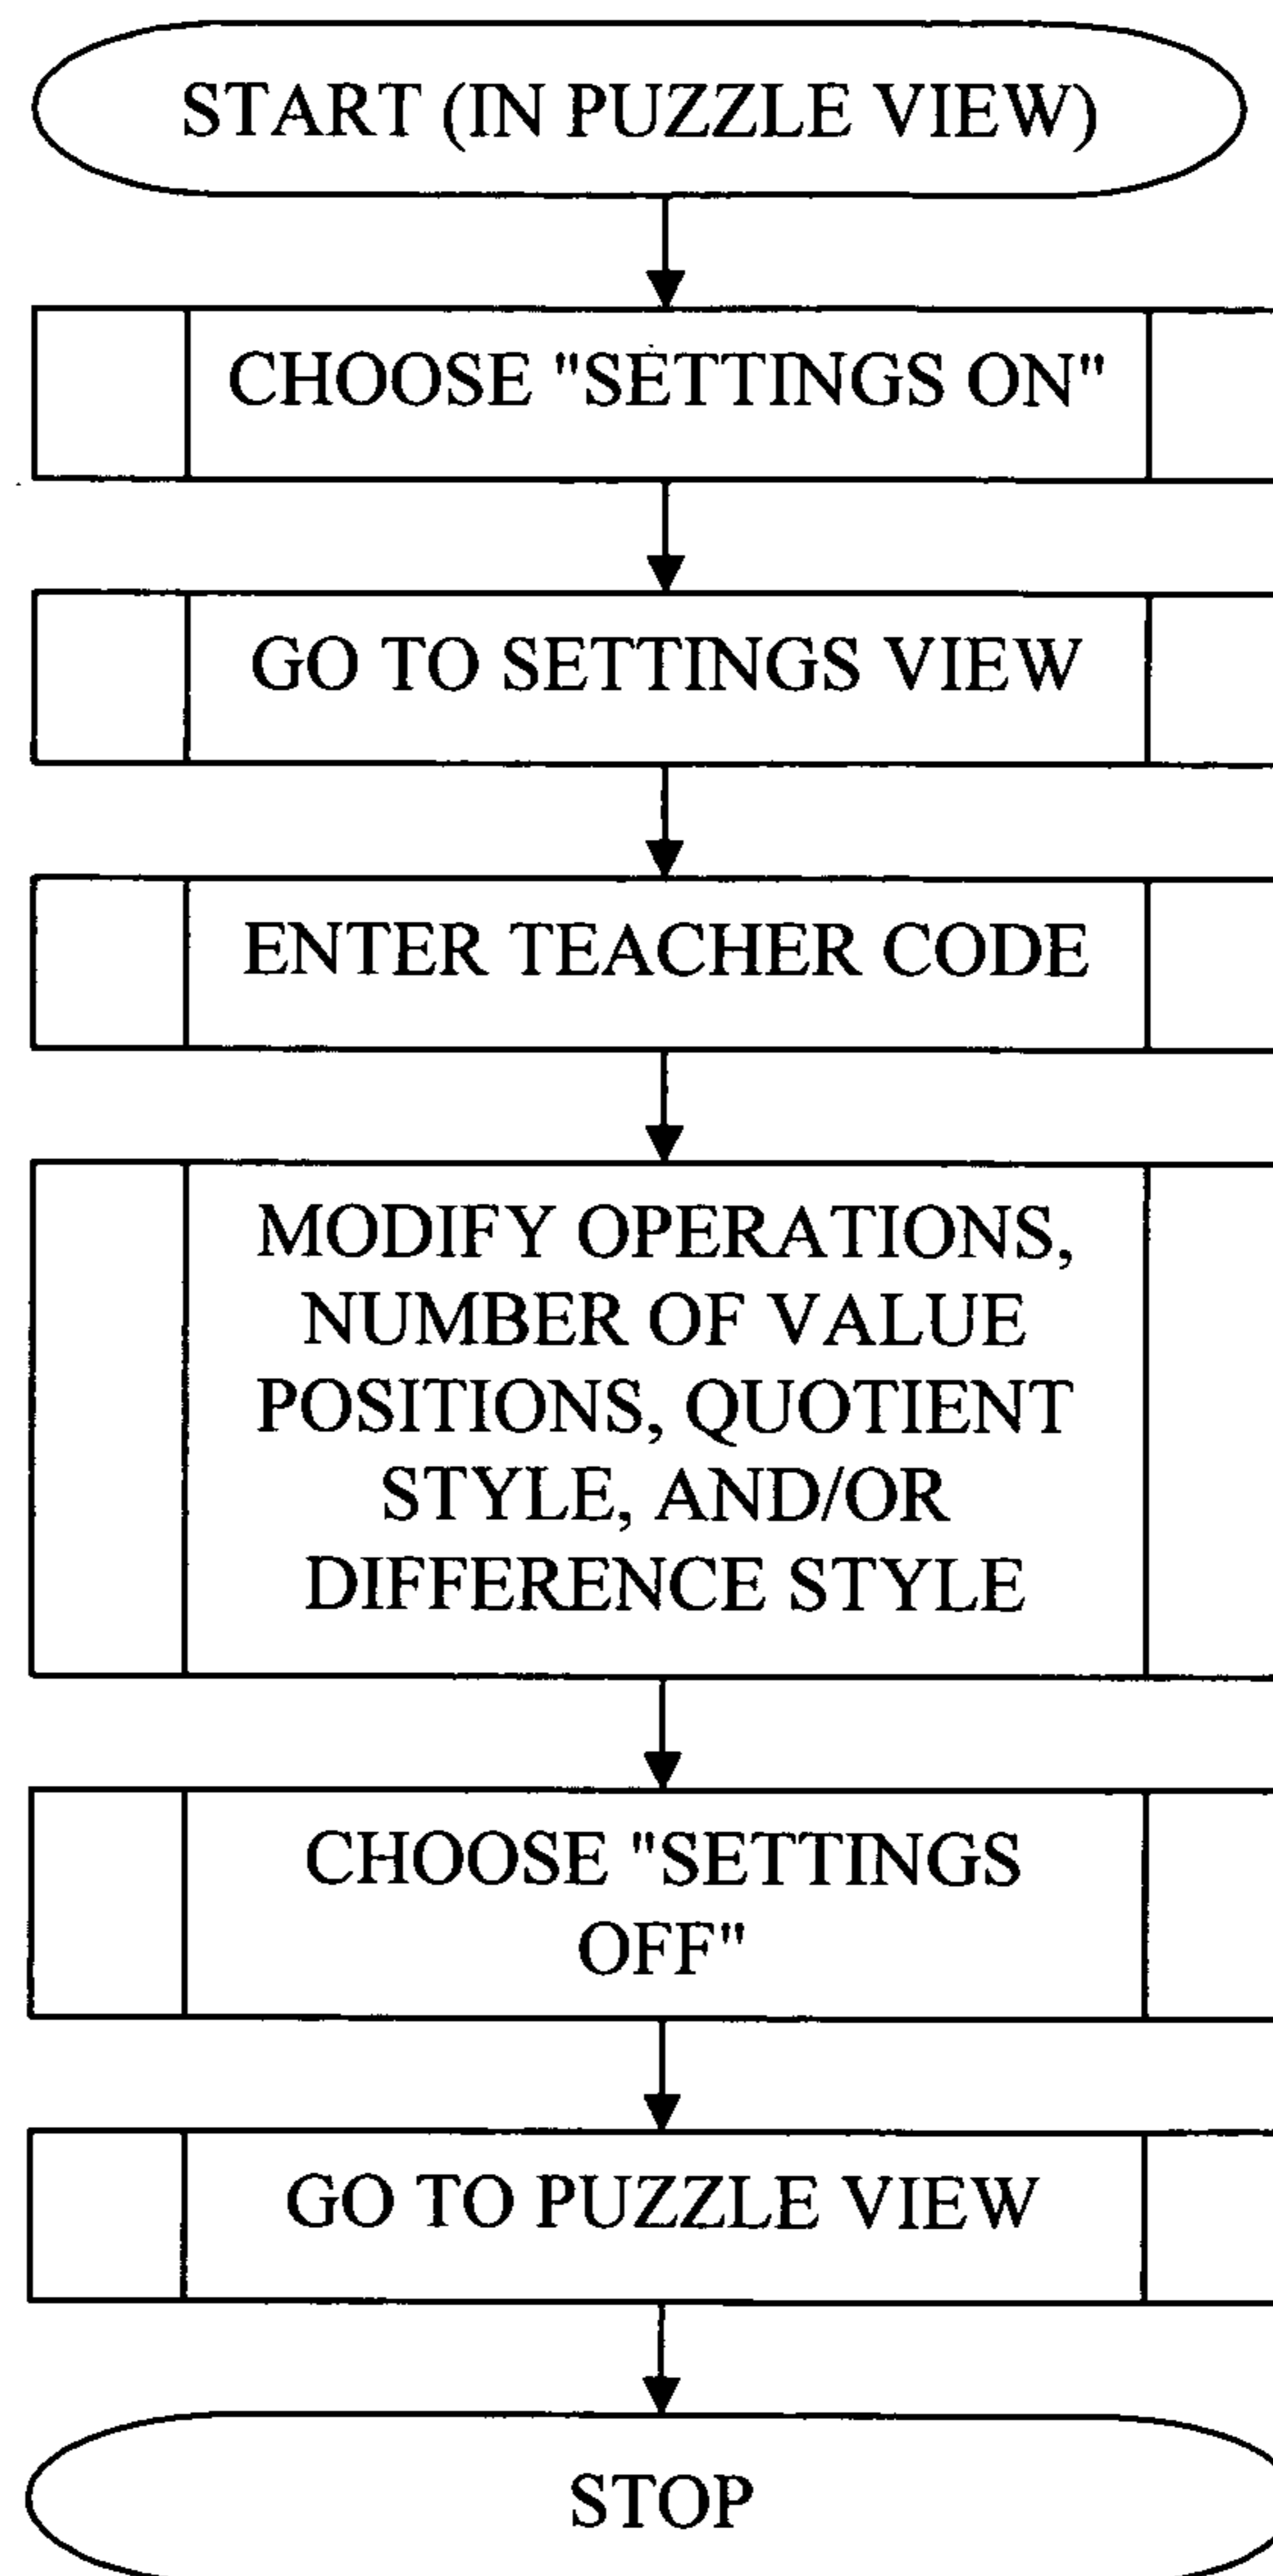 START (IN PUZZLE VIEW)
CHOOSE "SETTINGS ON"
GO TO SETTINGS VIEW
ENTER TEACHER CODE
MODIFY OPERATIONS,
NUMBER OF VALUE
POSITIONS, QUOTIENT
STYLE, AND/OR
DIFFERENCE STYLE
CHOOSE "SETTINGS
OFF"
GO TO PUZZLE VIEW
STOP